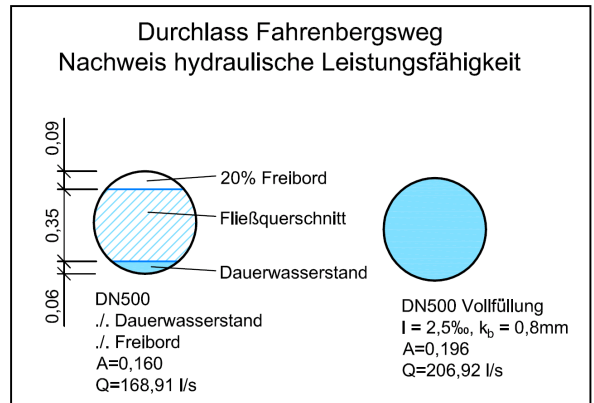 Durchlass Fahrenbergsweg
Nachweis hydraulische Leistungsfähigkeit
0,09
0,35
0,06
20% Freibord
Fließquerschnitt
Dauerwasserstand
DN500
./. Dauerwasserstand
./. Freibord
A=0,160
Q=168,91 l/s
DN500 Vollfüllung
I = 2,5‰, kb = 0,8mm
A=0,196
Q=206,92 l/s